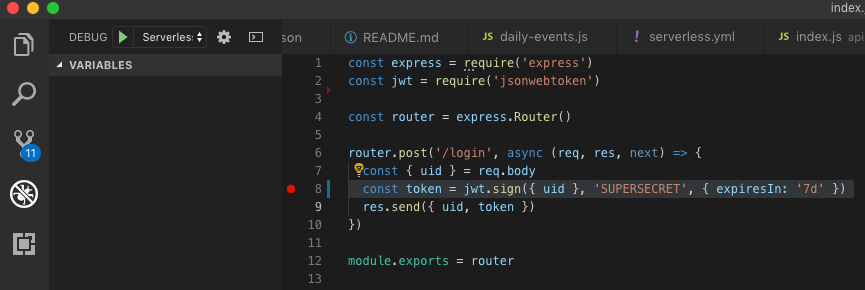 index.
DEBUG Serverless
son README.md JS daily-events.js ! serverless.yml JS index.js api
VARIABLES
1 const express = require('express')
2 const jwt = require('jsonwebtoken')
3
4 const router = express.Router()
5
6 router.post('/login', async (req, res, next) => {
7 const { uid } = req.body
8 const token = jwt.sign({ uid }, 'SUPERSECRET', { expiresIn: '7d' })
9 res.send({ uid, token })
10 })
11
12 module.exports = router
13
11